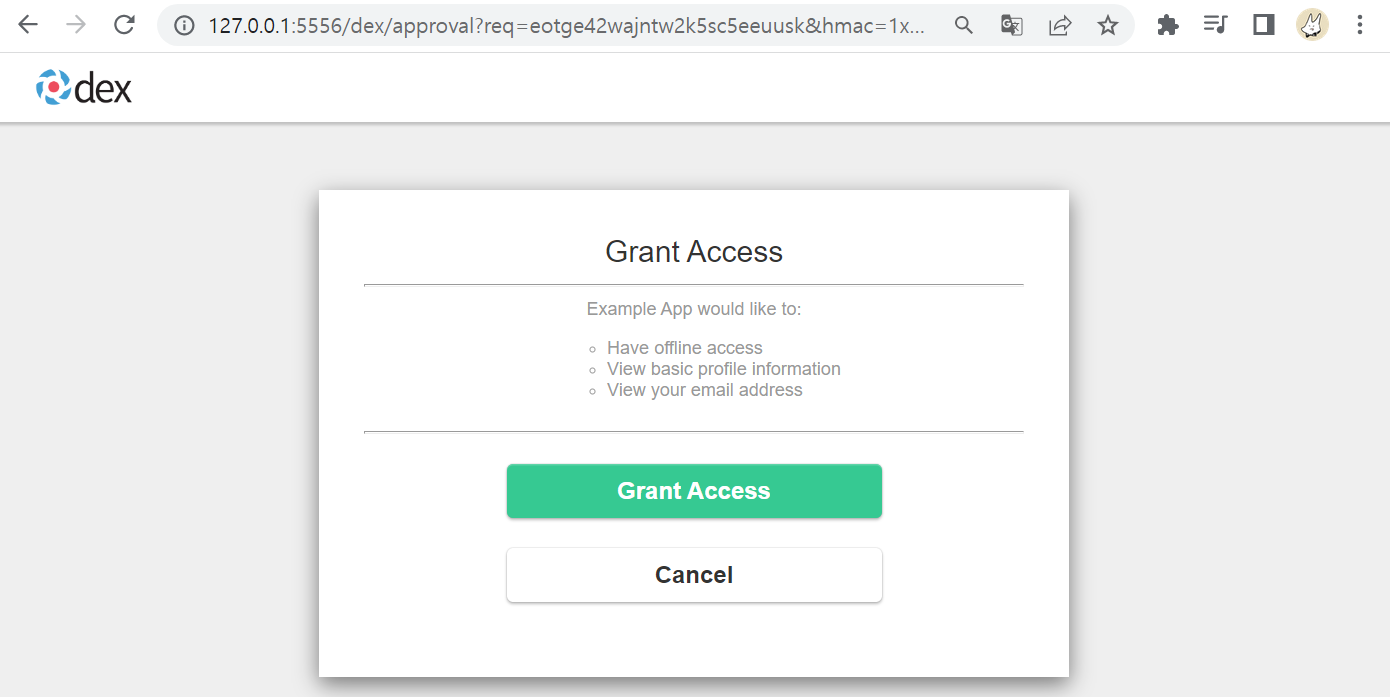 127.0.0.1:5556/dex/approval?req=eotge42wajntw2k5sc5eeuusk&hmac=1x...
dex
Grant Access
Example App would like to:
Have offline access
View basic profile information
View your email address
Grant Access
Cancel